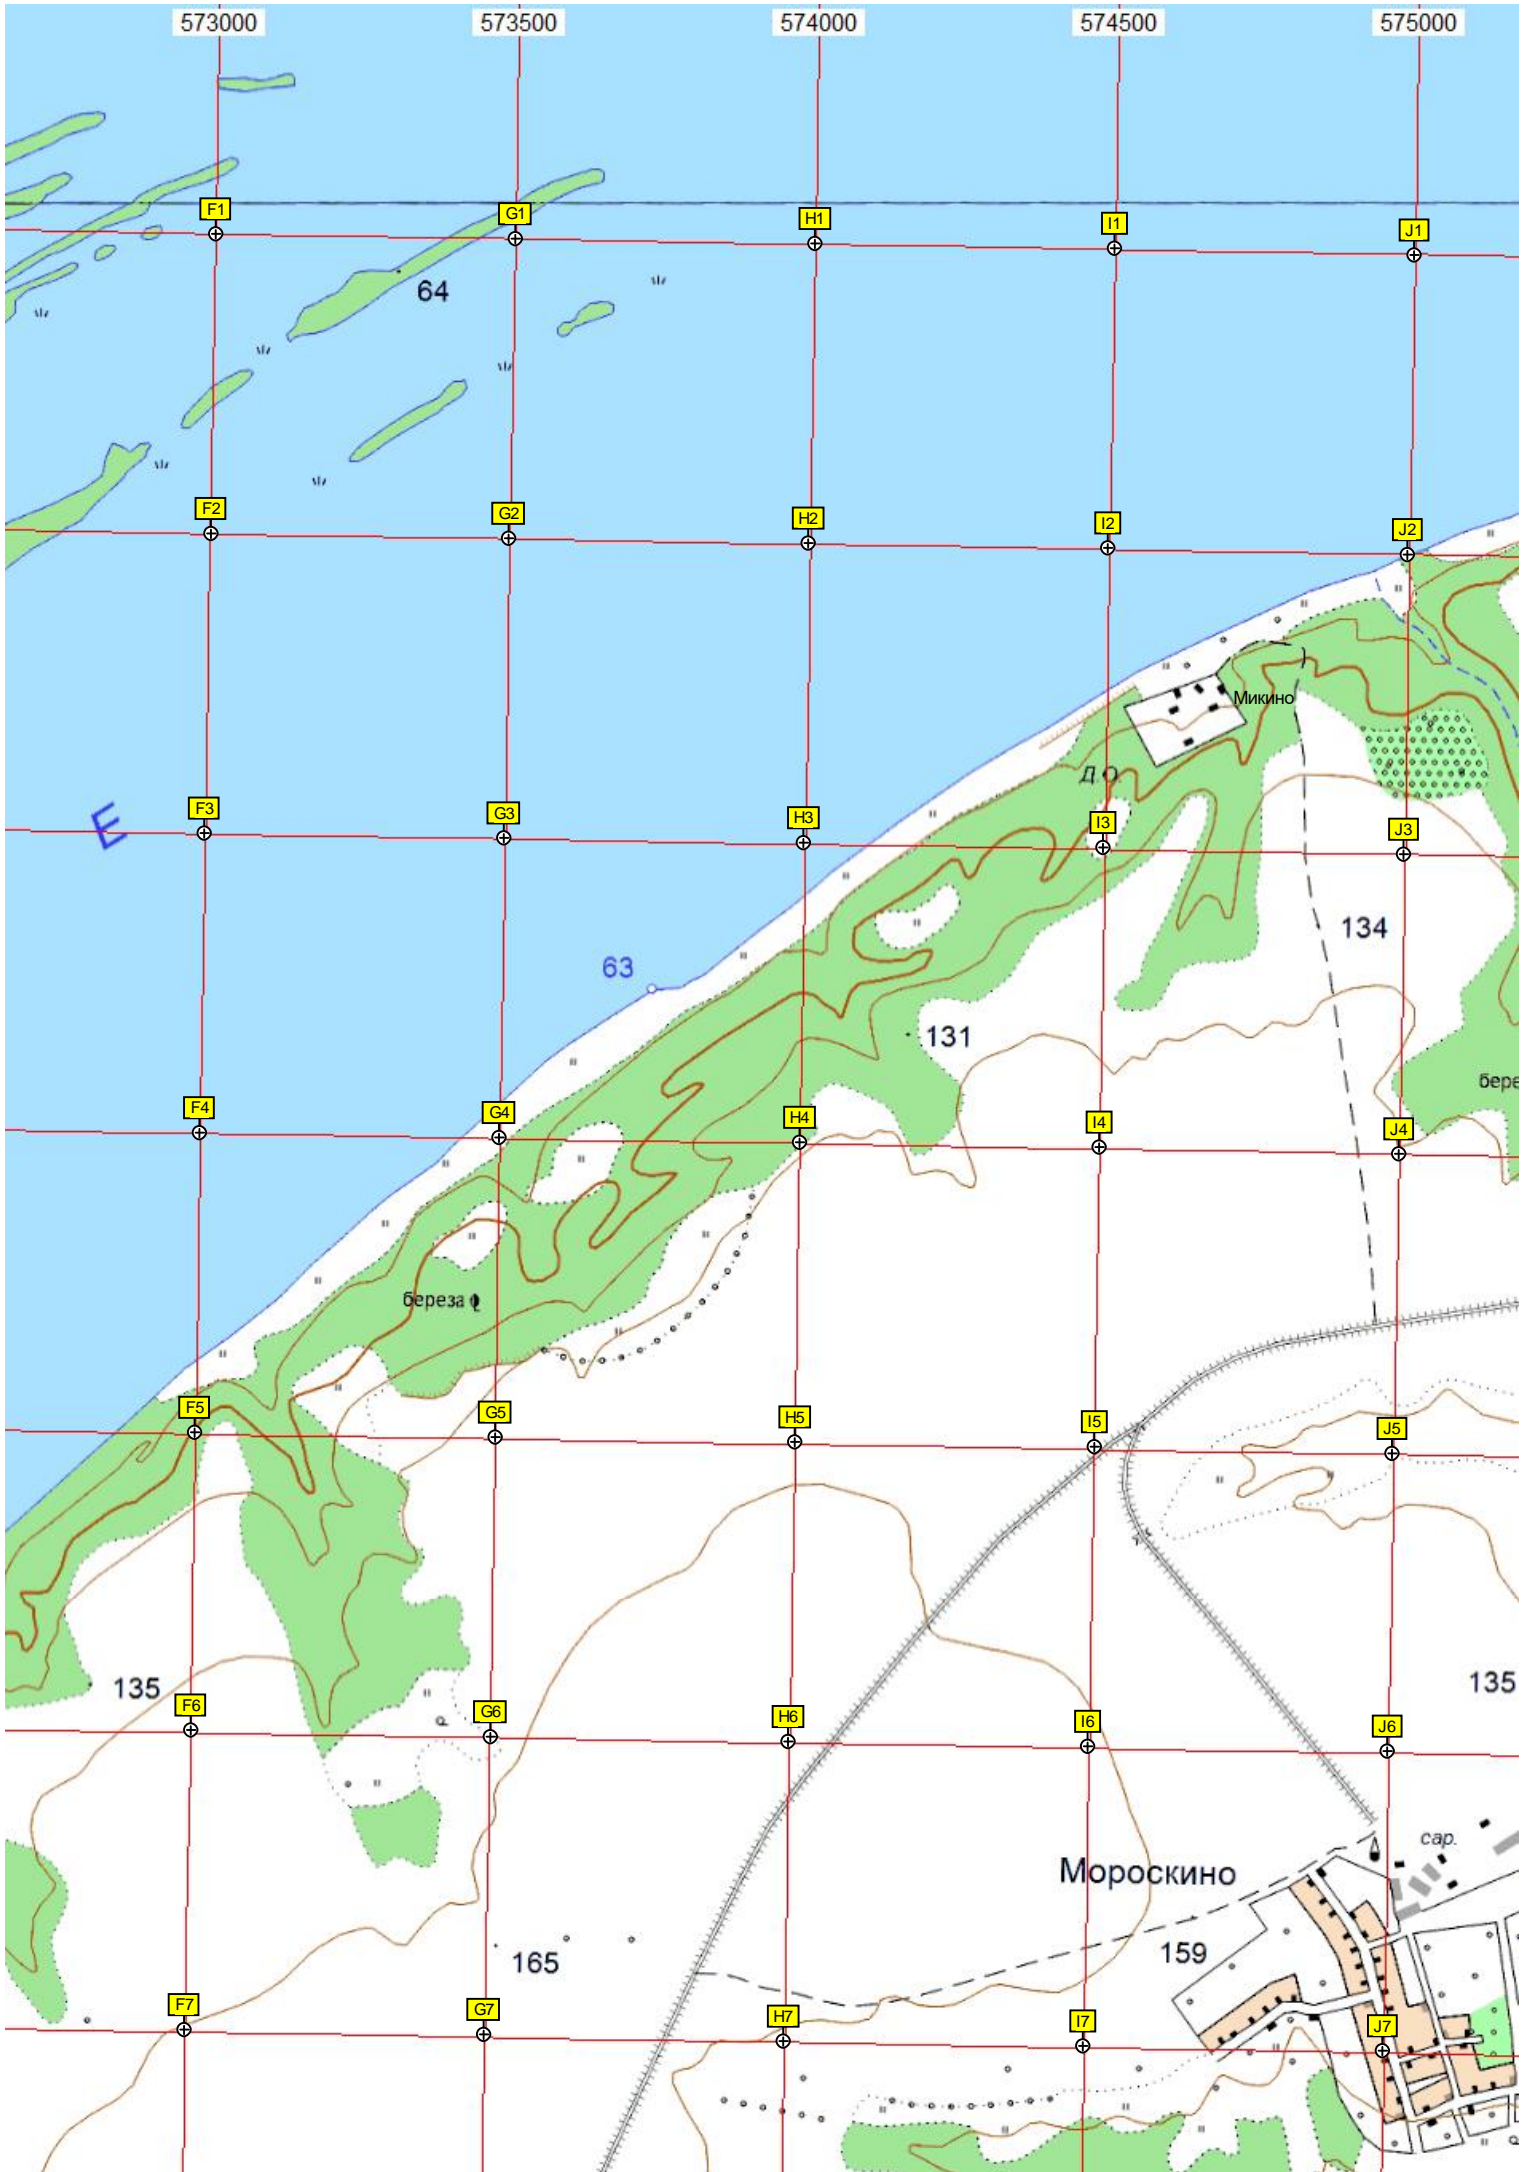 573000 573500 574000 574500 575000
F1 G1 H1 I1 J1
64
F2 G2 H2 I2 J2
Микино
Д.О.
Е
F3 G3 H3 I3 J3
134
63
131
бере
F4 G4 H4 I4 J4
береза
F5 G5 H5 I5 J5
135
135
F6 G6 H6 I6 J6
сар.
Мороскино
159
165
F7 G7 H7 I7 J7